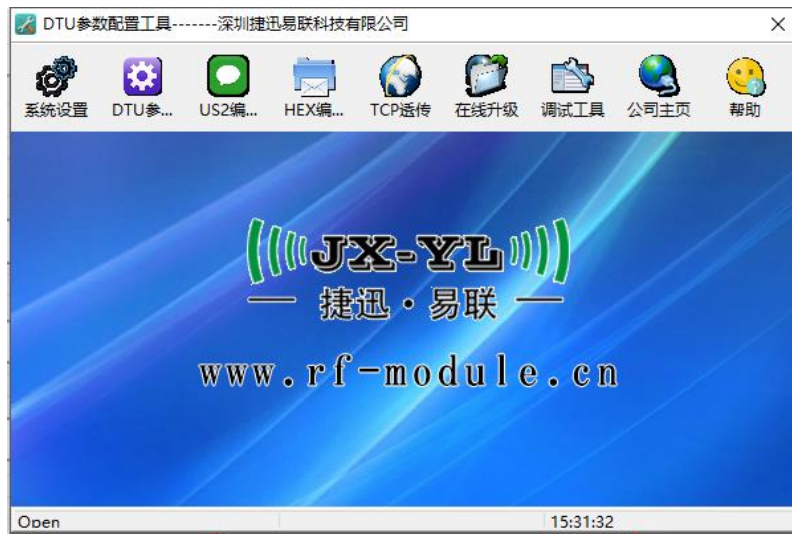 DTU参数配置工具-------深圳捷迅易联科技有限公司
系统设置 DTU参... US2编... HEX编... TCP透传 在线升级 调试工具 公司主页 帮助
JX-YL
捷迅·易联
www.rf-module.cn
Open 15:31:32